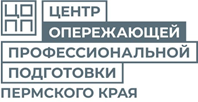 ЦОПП
ЦЕНТР
ОПЕРЕЖАЮЩЕЙ
ПРОФЕССИОНАЛЬНОЙ
ПОДГОТОВКИ
ПЕРМСКОГО КРАЯ